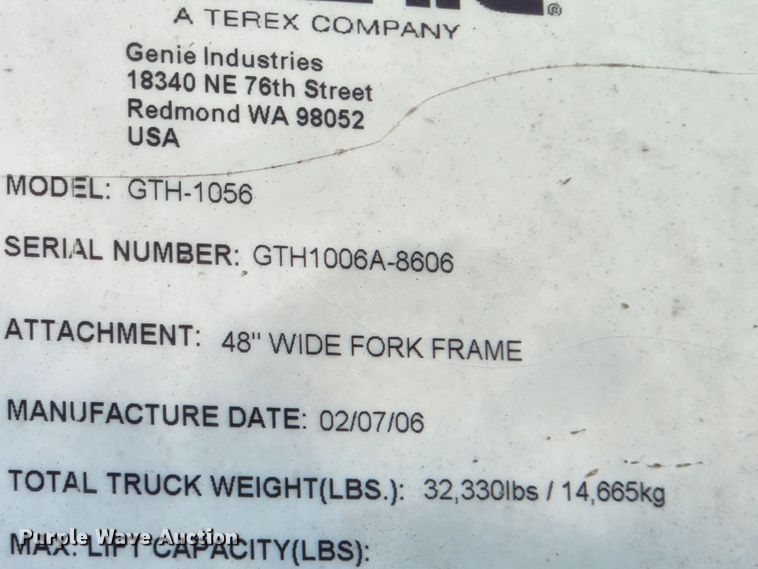 ®
A TEREX COMPANY
Genie Industries
18340 NE 76th Street
Redmond WA 98052
USA
MODEL: GTH-1056
SERIAL NUMBER: GTH1006A-8606
ATTACHMENT: 48" WIDE FORK FRAME
MANUFACTURE DATE: 02/07/06
TOTAL TRUCK WEIGHT(LBS.): 32,330lbs / 14,665kg
Purple Wave Auction
MAX. LIFT CAPACITY(LBS):